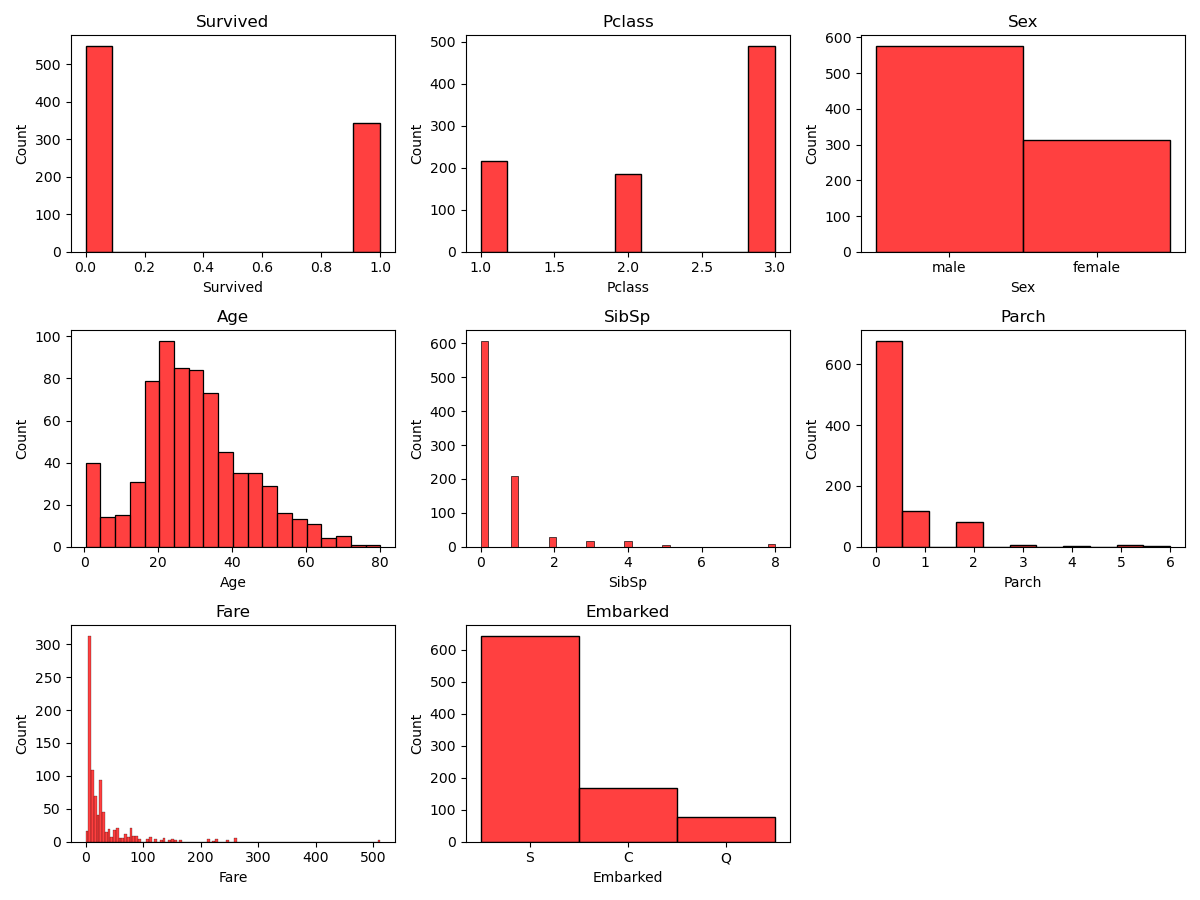 Survived Pclass Sex
Count
0 100 200 300 400 500
0.0 0.2 0.4 0.6 0.8 1.0
Survived
Count
0 100 200 300 400 500
1.0 1.5 2.0 2.5 3.0
Pclass
Count
0 100 200 300 400 500 600
male female
Sex
Age SibSp Parch
Count
0 20 40 60 80 100
0 20 40 60 80
Age
Count
0 100 200 300 400 500 600
0 2 4 6 8
SibSp
Count
0 200 400 600
0 1 2 3 4 5 6
Parch
Fare Embarked
Count
0 50 100 150 200 250 300
0 100 200 300 400 500
Fare
Count
0 100 200 300 400 500 600
S C Q
Embarked